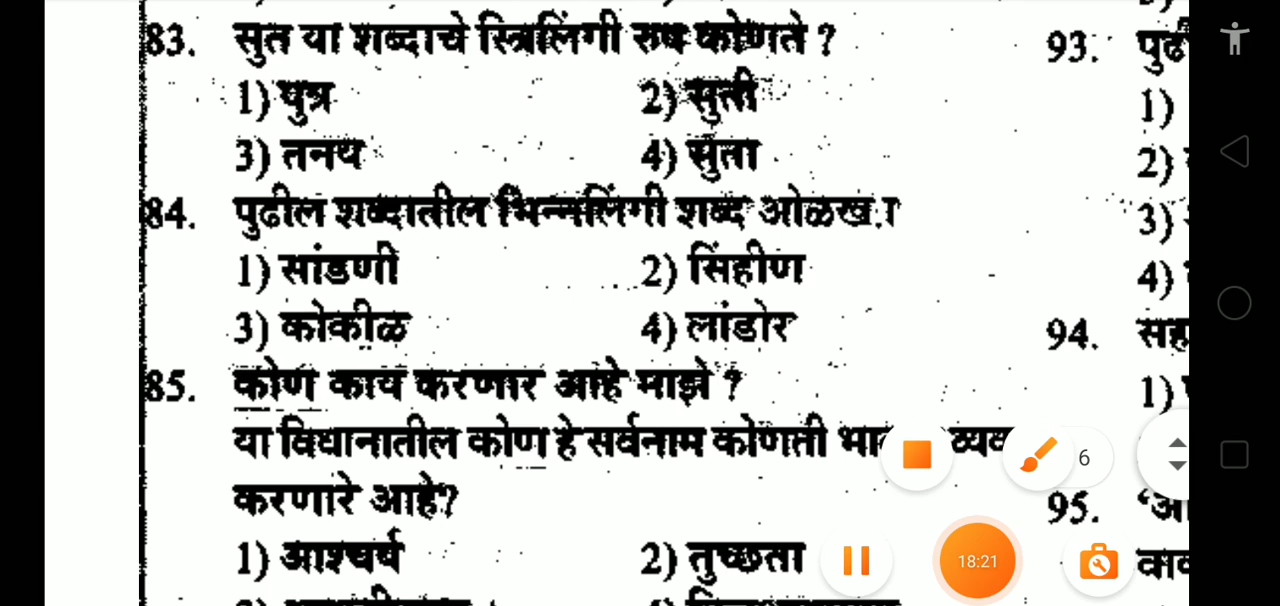 83. सुत या शब्दाचे स्त्रिलिंगी रुप कोणते ?
1) पुत्र 2) सुती
3) तनय 4) सुता
84. पुढील शब्दातील भिन्नलिंगी शब्द ओळखा
1) सांडणी 2) सिंहीण
3) कोकीळ 4) लांडोर
85. कोण काय करणार आहे माझे ?
या विधानातील कोण हे सर्वनाम कोणती
करणारे आहे?
1) आश्चर्य 2) तुच्छता
93.
1)
2)
3)
4)
94.
1)
95.
6
18:21